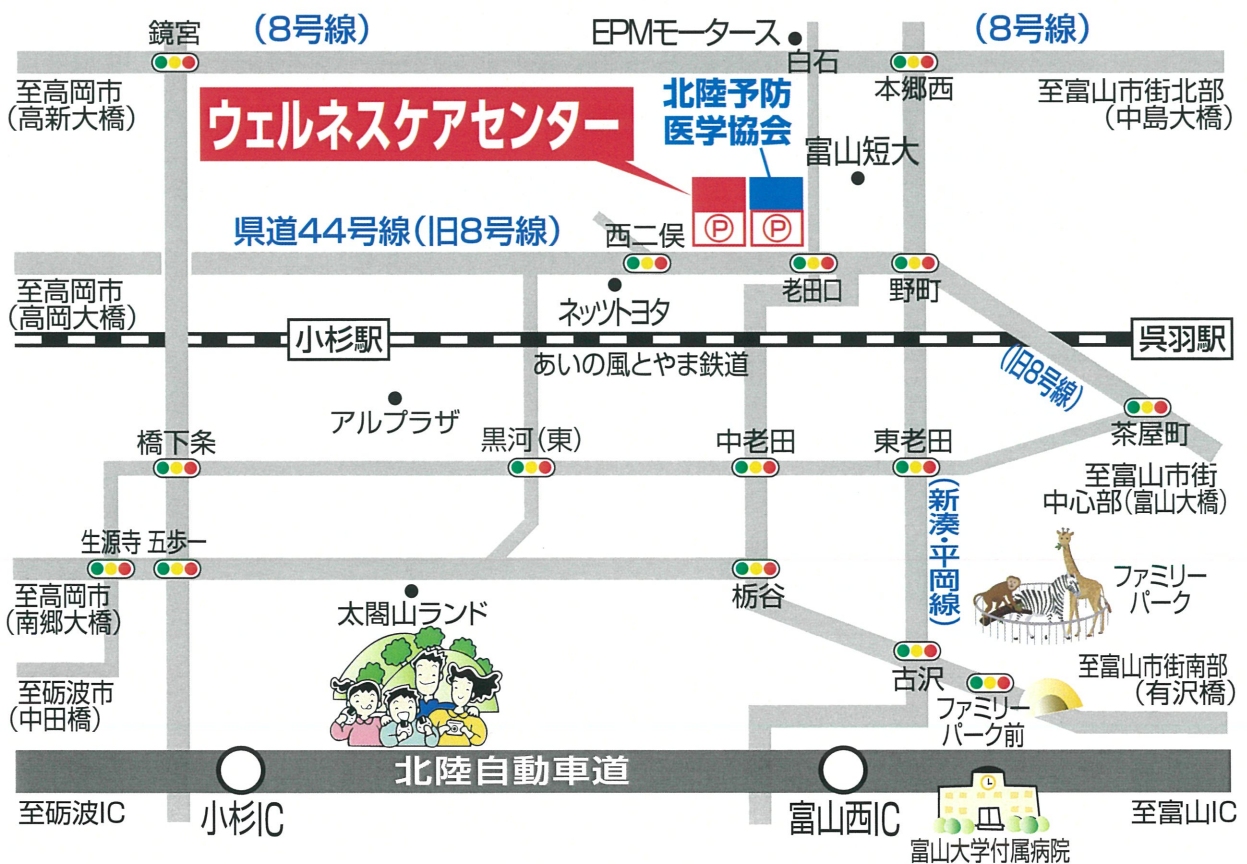 鏡宮
(8号線)
EPMモータース
白石
本郷西
(8号線)
至高岡市
(高新大橋)
至富山市街北部
(中島大橋)
ウェルネスケアセンター
北陸予防
医学協会
富山短大
Ⓟ
Ⓟ
県道44号線(旧8号線)
西二俣
老田口
野町
至高岡市
(高岡大橋)
ネッツトヨタ
小杉駅
呉羽駅
あいの風とやま鉄道
(旧8号線)
アルプラザ
茶屋町
橋下条
黒河(東)
中老田
東老田
至富山市街
中心部(富山大橋)
(新湊・平岡線)
生源寺
五歩一
栃谷
ファミリー
パーク
至高岡市
(南郷大橋)
太閤山ランド
古沢
至富山市街南部
(有沢橋)
至砺波市
(中田橋)
ファミリー
パーク前
北陸自動車道
至砺波IC
小杉IC
富山西IC
至富山IC
富山大学付属病院